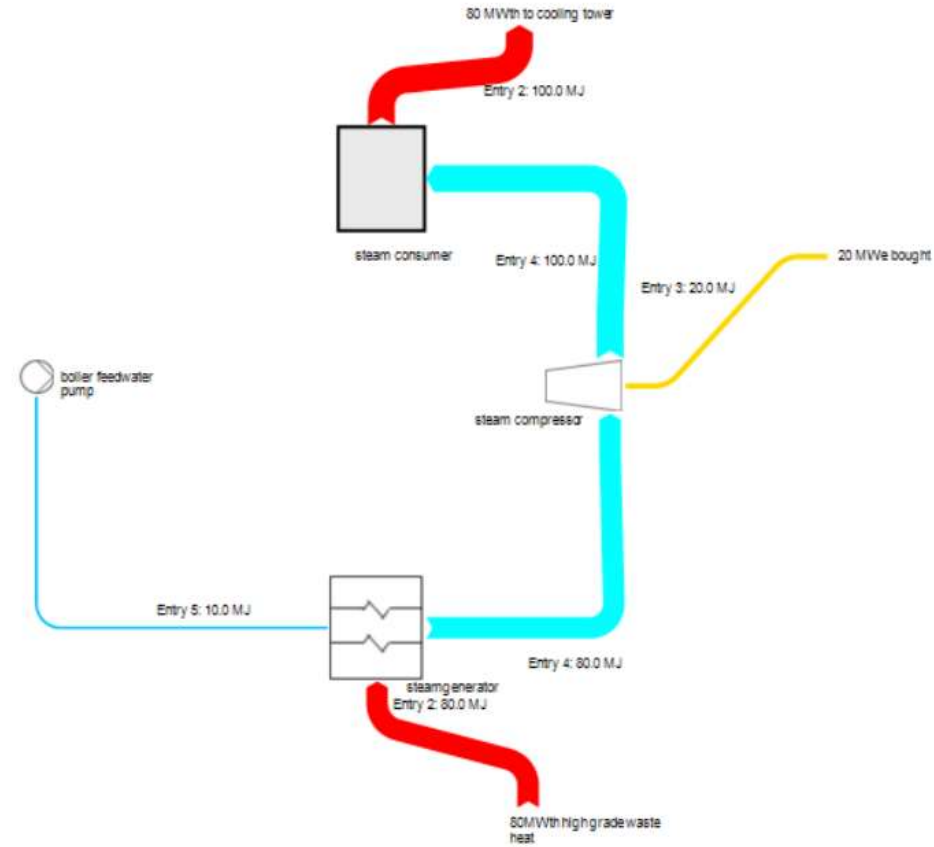 80 MWth to cooling tower
Entry 2: 100.0 MJ
steam consumer
Entry 4: 100.0 MJ
20 MWe bought
Entry 3: 20.0 MJ
boiler feedwater
pump
steam compressor
Entry 5: 10.0 MJ
Entry 4: 80.0 MJ
steamgenerator
Entry 2: 80.0 MJ
80MWth high grade waste
heat